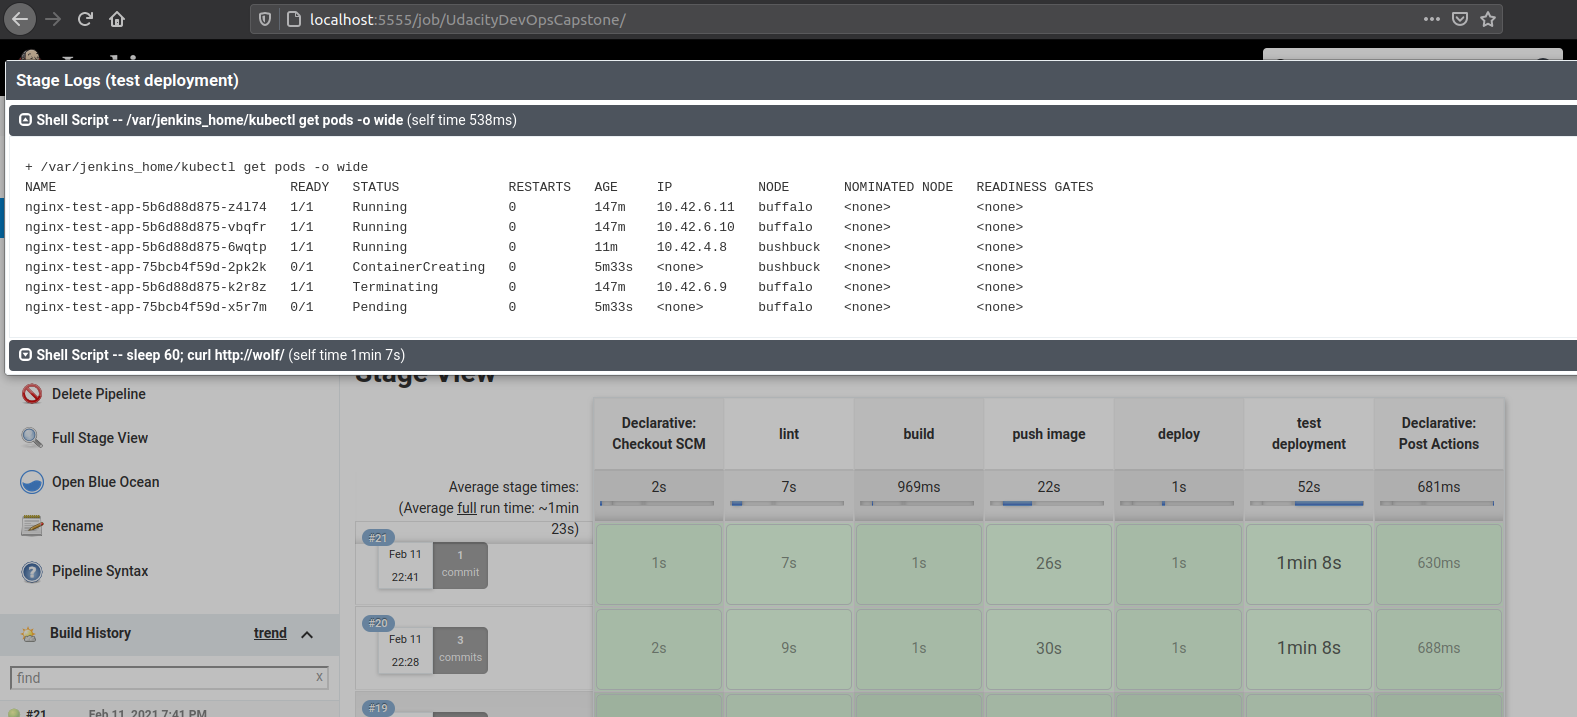 localhost:5555/job/UdacityDevOpsCapstone/
Stage Logs (test deployment)
Shell Script -- /var/jenkins_home/kubectl get pods -o wide (self time 538ms)
+ /var/jenkins_home/kubectl get pods -o wide
NAME READY STATUS RESTARTS AGE IP NODE NOMINATED NODE READINESS GATES
nginx-test-app-5b6d88d875-z4l74 1/1 Running 0 147m 10.42.6.11 buffalo <none> <none>
nginx-test-app-5b6d88d875-vbqfr 1/1 Running 0 147m 10.42.6.10 buffalo <none> <none>
nginx-test-app-5b6d88d875-6wqtp 1/1 Running 0 11m 10.42.4.8 bushbuck <none> <none>
nginx-test-app-75bcb4f59d-2pk2k 0/1 ContainerCreating 0 5m33s <none> bushbuck <none> <none>
nginx-test-app-5b6d88d875-k2r8z 1/1 Terminating 0 147m 10.42.6.9 buffalo <none> <none>
nginx-test-app-75bcb4f59d-x5r7m 0/1 Pending 0 5m33s <none> buffalo <none> <none>
Shell Script -- sleep 60; curl http://wolf/ (self time 1min 7s)
Stage View
Delete Pipeline
Full Stage View
Open Blue Ocean
Rename
Pipeline Syntax
Build History trend
find x
#21 Feb 11, 2021 7:41 PM
Declarative: Checkout SCM lint build push image deploy test deployment Declarative: Post Actions
Average stage times: 2s 7s 969ms 22s 1s 52s 681ms
(Average full run time: ~1min
23s)
#21
Feb 11 22:41 1 commit 1s 7s 1s 26s 1s 1min 8s 630ms
#20
Feb 11 22:28 3 commits 2s 9s 1s 30s 1s 1min 8s 688ms
#19